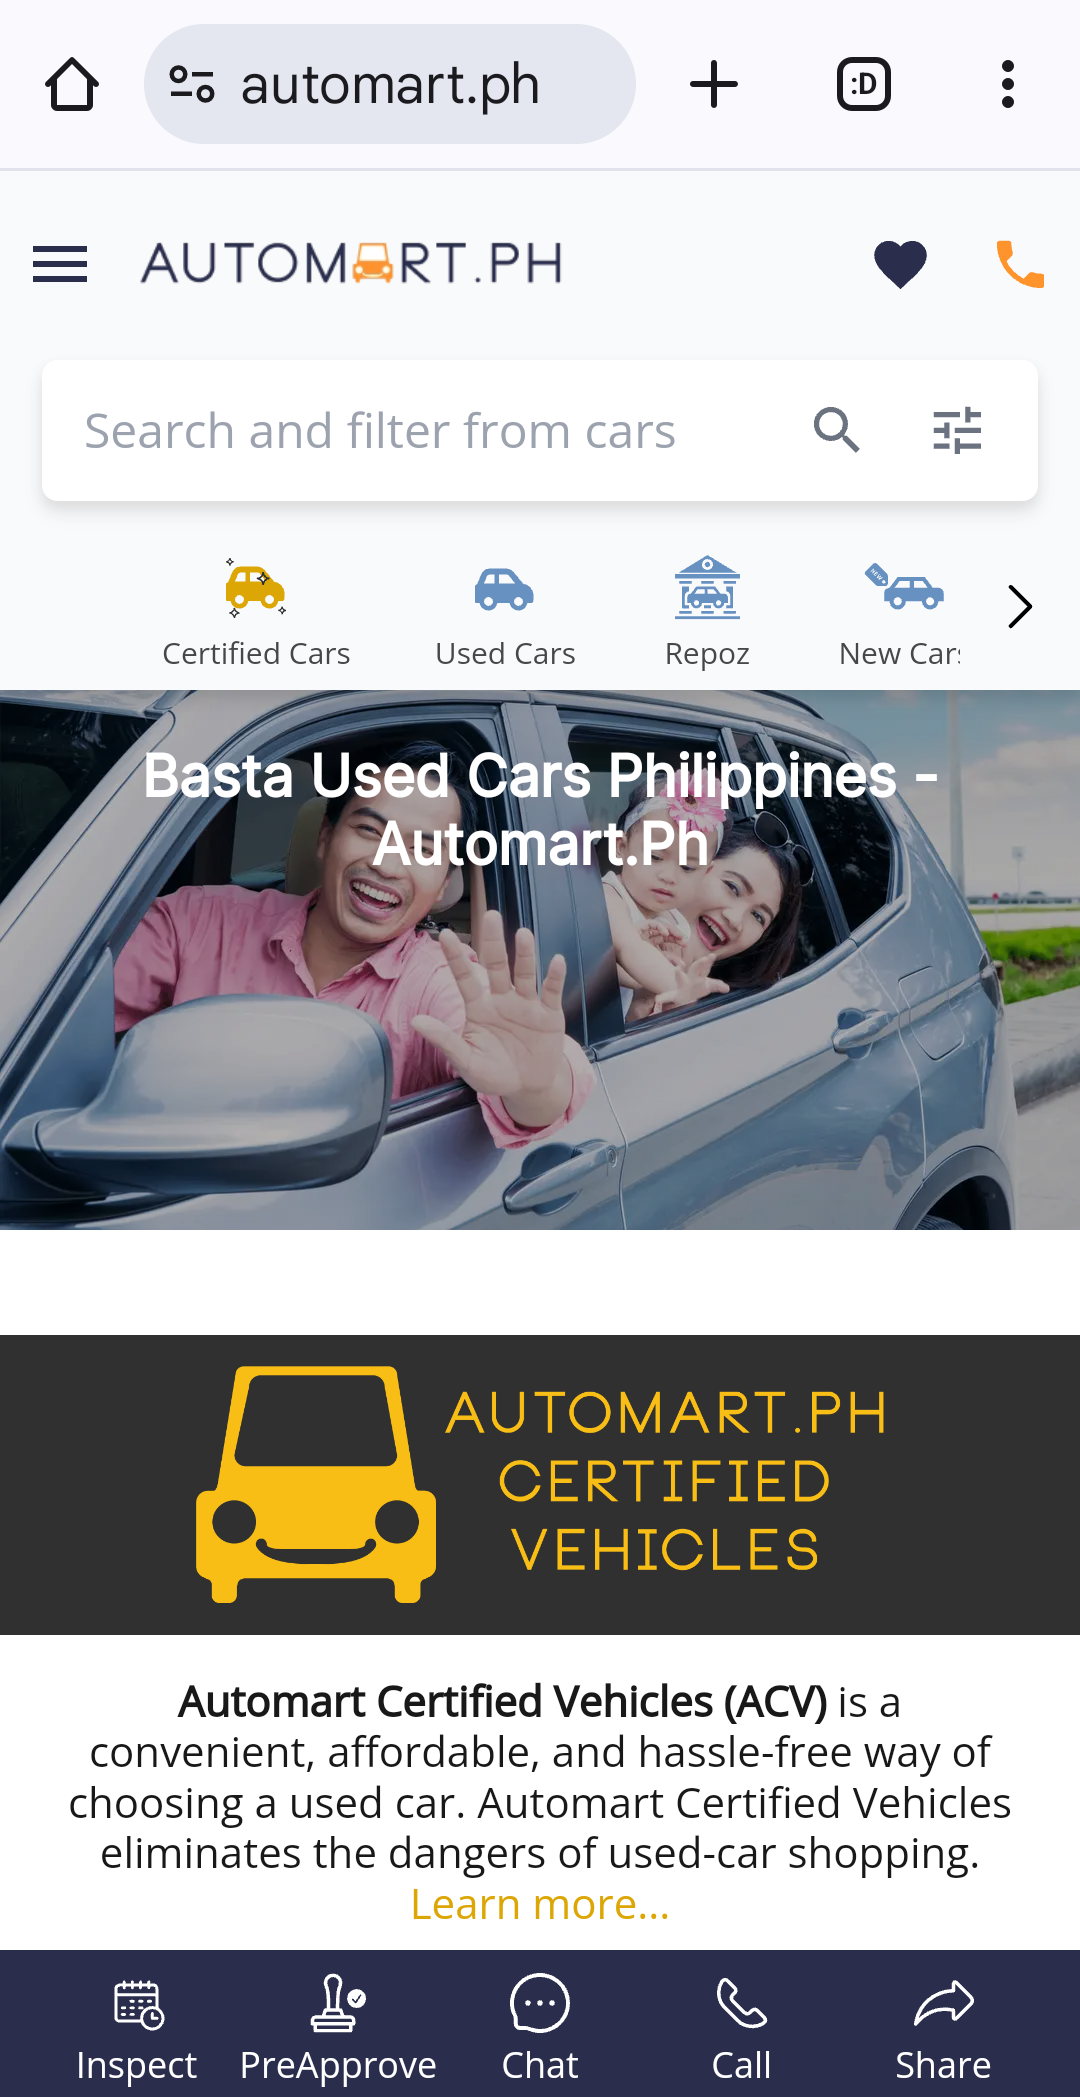 automart.ph
:D
AUTOMART.PH
Search and filter from cars
NEW
Certified Cars
Used Cars
Repoz
New Cars
Basta Used Cars Philippines -
Automart.Ph
AUTOMART.PH
CERTIFIED
VEHICLES
Automart Certified Vehicles (ACV) is a
convenient, affordable, and hassle-free way of
choosing a used car. Automart Certified Vehicles
eliminates the dangers of used-car shopping.
Learn more...
Inspect
PreApprove
Chat
Call
Share